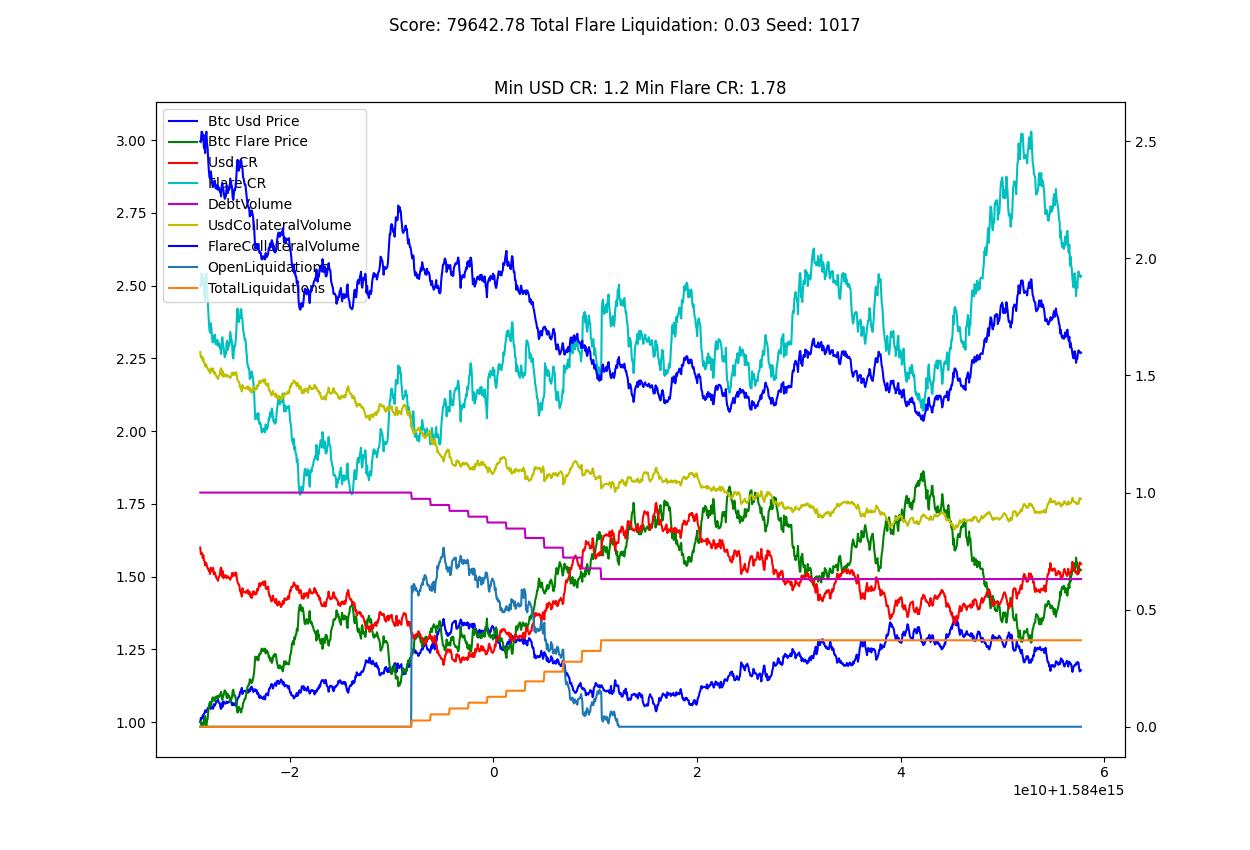 Score: 79642.78 Total Flare Liquidation: 0.03 Seed: 1017
Min USD CR: 1.2 Min Flare CR: 1.78
Btc Usd Price
Btc Flare Price
Usd CR
Flare CR
DebtVolume
UsdCollateralVolume
FlareCollateralVolume
OpenLiquidations
TotalLiquidations
3.00
2.75
2.50
2.25
2.00
1.75
1.50
1.25
1.00
2.5
2.0
1.5
1.0
0.5
0.0
−2 0 2 4 6
1e10+1.584e15